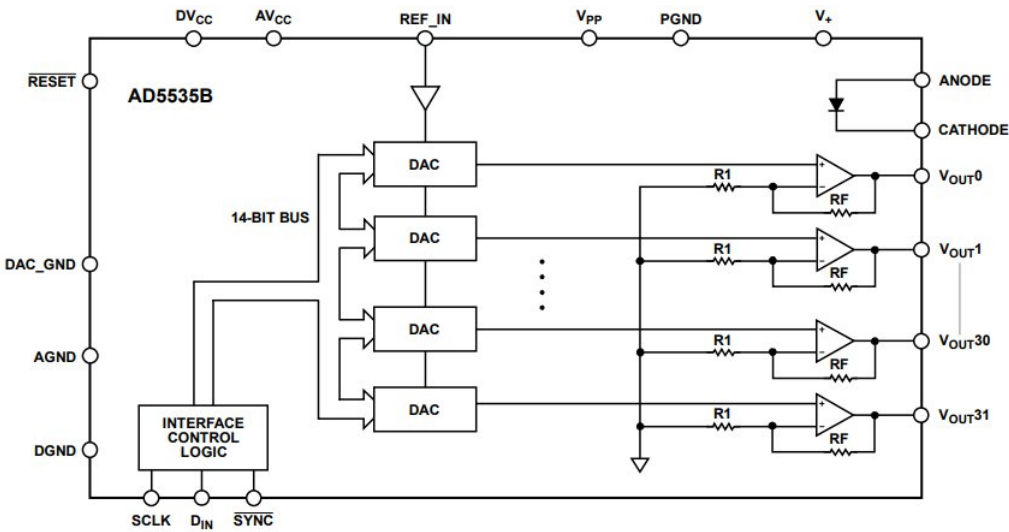 DVCC
AVCC
REF_IN
VPP
PGND
V+
RESET
AD5535B
ANODE
CATHODE
DAC
+
R1
−
RF
VOUT0
14-BIT BUS
DAC
+
R1
−
RF
VOUT1
DAC_GND
DAC
+
R1
−
RF
VOUT30
AGND
DAC
+
R1
−
RF
VOUT31
INTERFACE
CONTROL
LOGIC
DGND
SCLK
DIN
SYNC